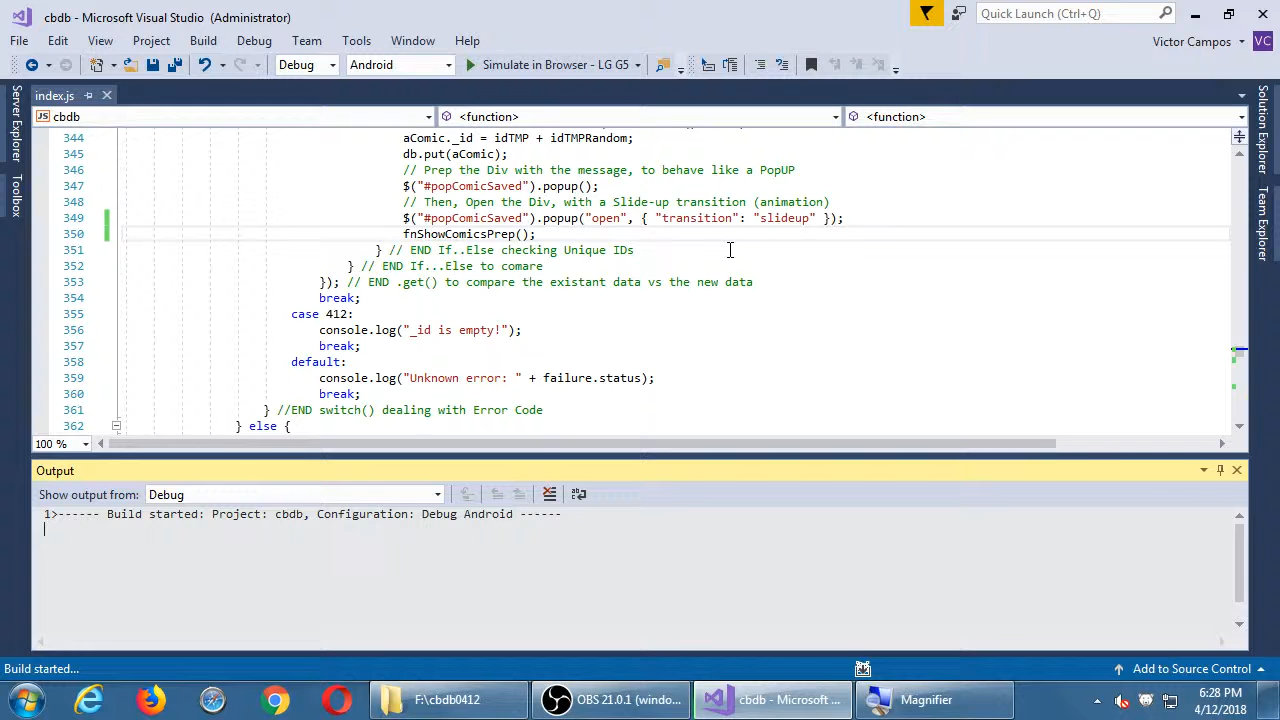 cbdb - Microsoft Visual Studio (Administrator)
Quick Launch (Ctrl+Q)
File Edit View Project Build Debug Team Tools Window Help
Victor Campos VC
Debug Android Simulate in Browser - LG G5
index.js
cbdb <function> <function>
344 aComic._id = idTMP + idTMPRandom;
345 db.put(aComic);
346 // Prep the Div with the message, to behave like a PopUP
347 $("#popComicSaved").popup();
348 // Then, Open the Div, with a Slide-up transition (animation)
349 $("#popComicSaved").popup("open", { "transition": "slideup" });
350 fnShowComicsPrep();
351 } // END If..Else checking Unique IDs
352 } // END If...Else to comare
353 }); // END .get() to compare the existant data vs the new data
354 break;
355 case 412:
356 console.log("_id is empty!");
357 break;
358 default:
359 console.log("Unknown error: " + failure.status);
360 break;
361 } //END switch() dealing with Error Code
362 } else {
100 %
Server Explorer
Toolbox
Solution Explorer
Team Explorer
Output
Show output from: Debug
1>------ Build started: Project: cbdb, Configuration: Debug Android ------
Build started...
Add to Source Control
F:\cbdb0412
OBS 21.0.1 (windo...
cbdb - Microsoft ...
Magnifier
6:28 PM
4/12/2018